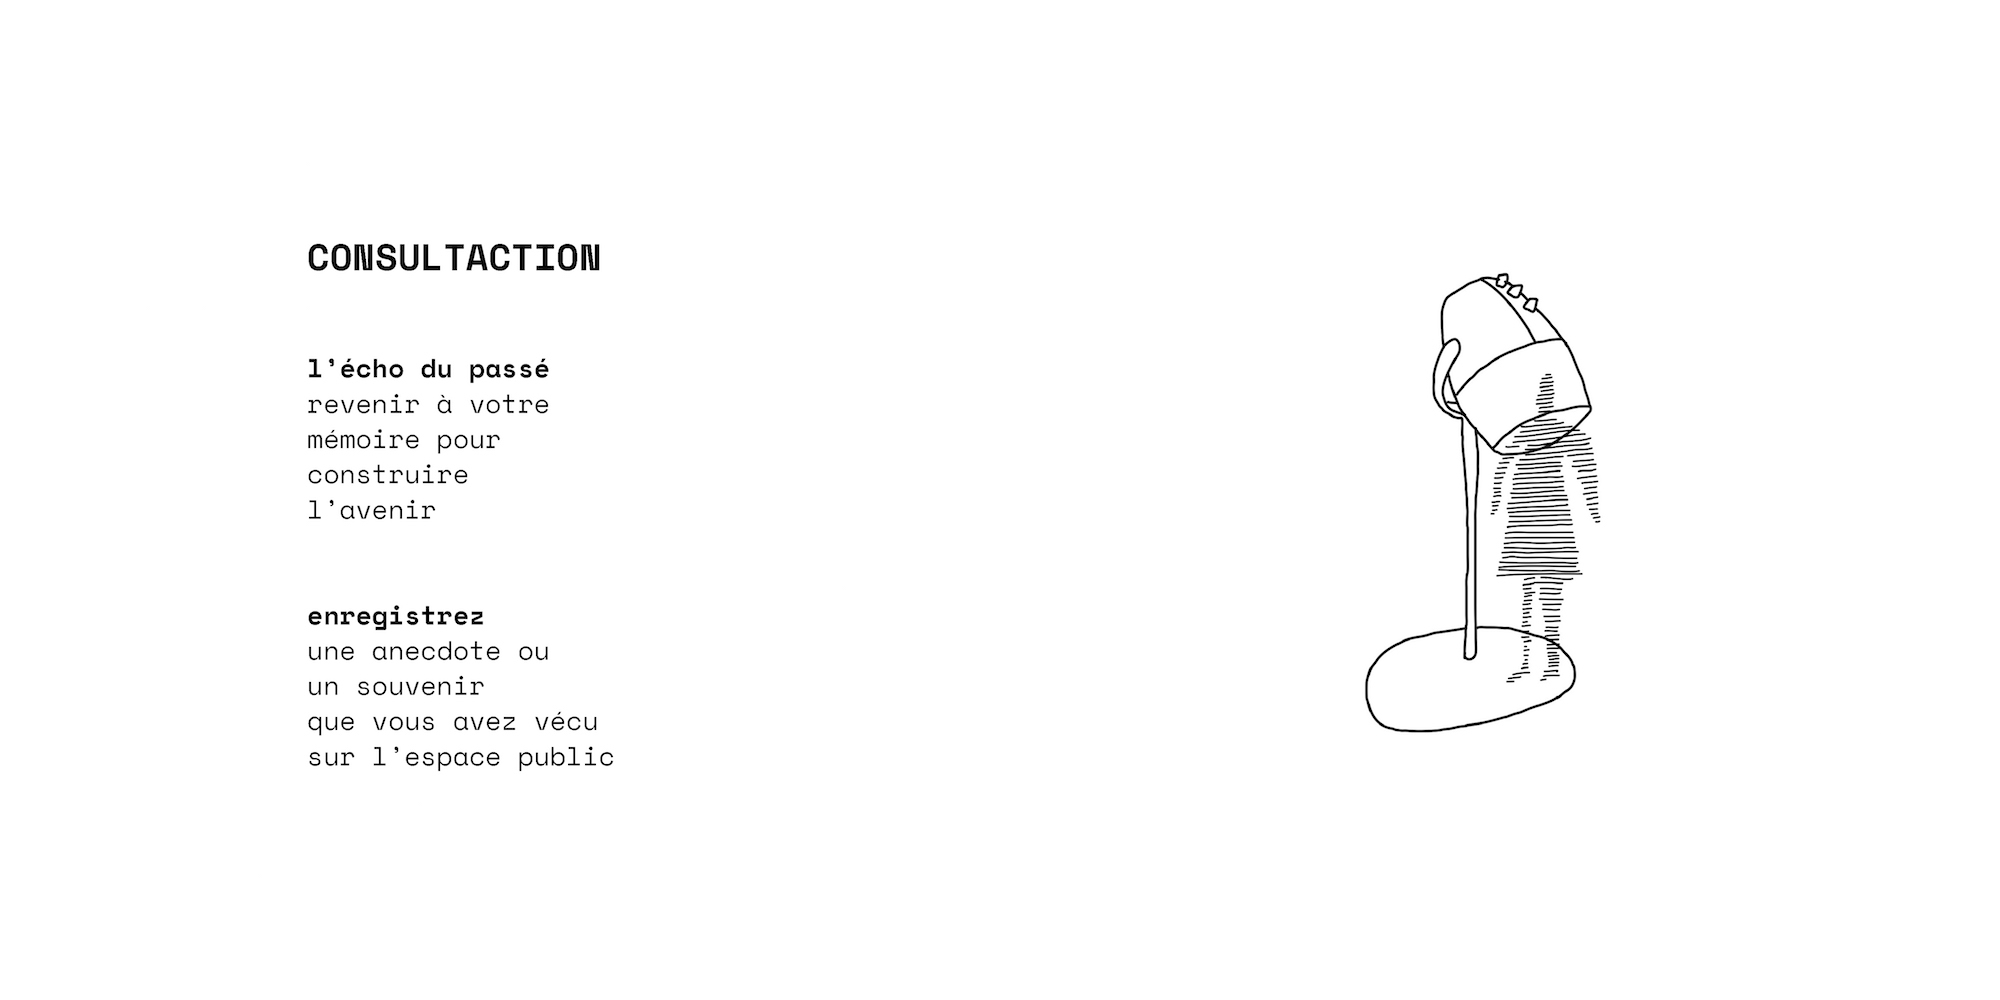 CONSULTACTION
l’écho du passé
revenir à votre
mémoire pour
construire
l’avenir
enregistrez
une anecdote ou
un souvenir
que vous avez vécu
sur l’espace public